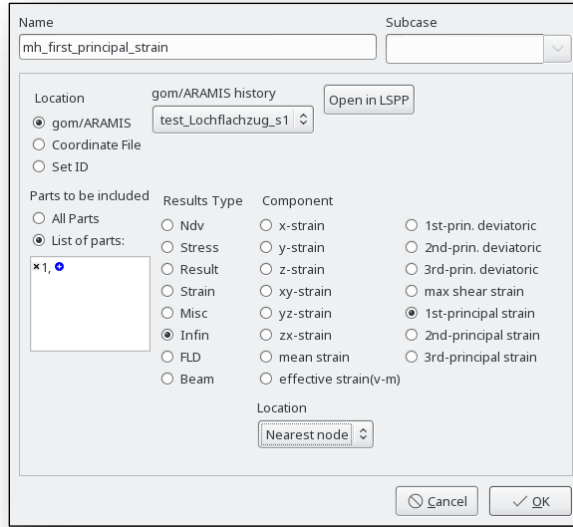 Name
Subcase
mh_first_principal_strain
Location
gom/ARAMIS history
gom/ARAMIS
test_Lochflachzug_s1
Open in LSPP
Coordinate File
Set ID
Parts to be included
All Parts
List of parts:
×1,
Results Type
Ndv
Stress
Result
Strain
Misc
Infin
FLD
Beam
Component
x-strain
y-strain
z-strain
xy-strain
yz-strain
zx-strain
mean strain
effective strain(v-m)
1st-prin. deviatoric
2nd-prin. deviatoric
3rd-prin. deviatoric
max shear strain
1st-principal strain
2nd-principal strain
3rd-principal strain
Location
Nearest node
Cancel
OK